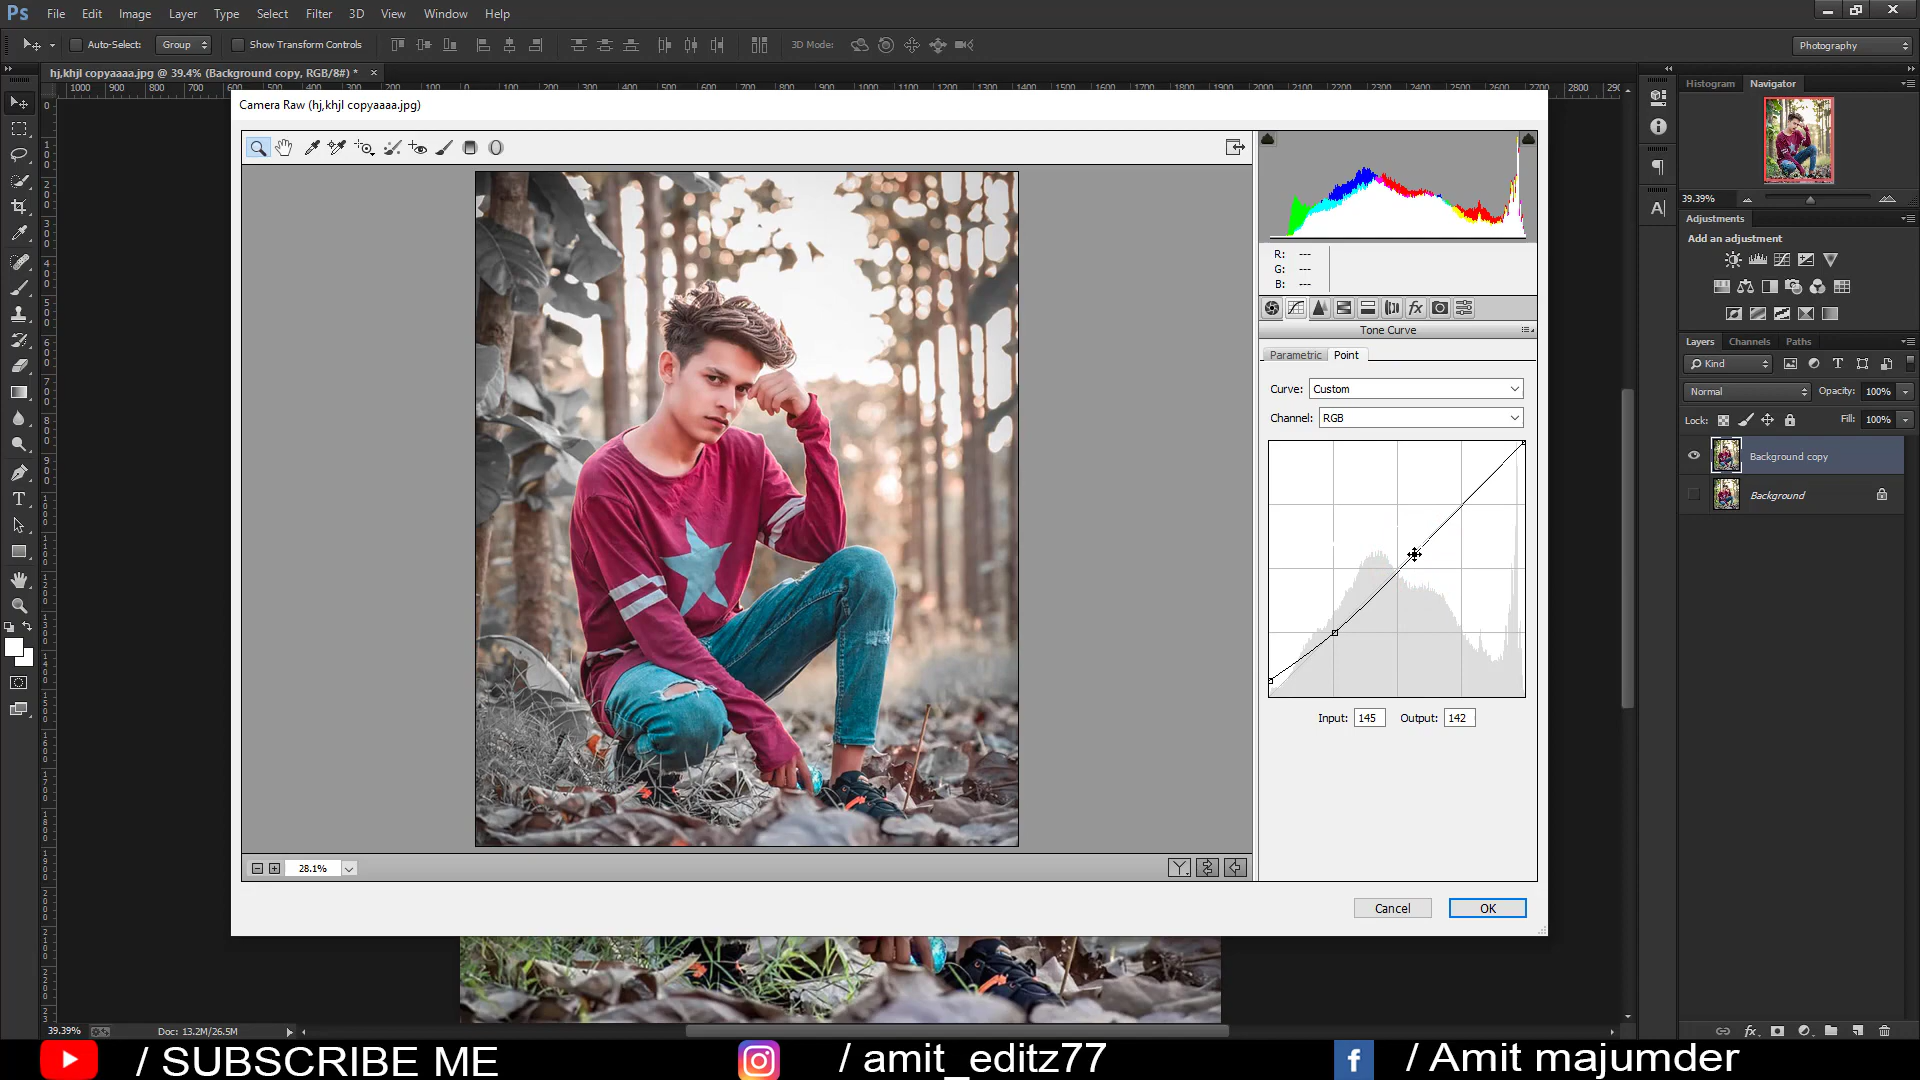 Ps File Edit Image Layer Type Select Filter 3D View Window Help
Auto-Select: Group Show Transform Controls 3D Mode: Photography
hj,khjl copyaaaa.jpg @ 39.4% (Background copy, RGB/8#) * ×
Camera Raw (hj,khjl copyaaaa.jpg)
R: ---
G: ---
B: ---
Tone Curve
Parametric Point
Curve: Custom
Channel: RGB
Input: 145 Output: 142
28.1%
Cancel OK
Histogram Navigator
39.39%
Adjustments
Add an adjustment
Layers Channels Paths
Kind
Normal Opacity: 100%
Lock: Fill: 100%
Background copy
Background
39.39% Doc: 13.2M/26.5M
/ SUBSCRIBE ME / amit_editz77 / Amit majumder